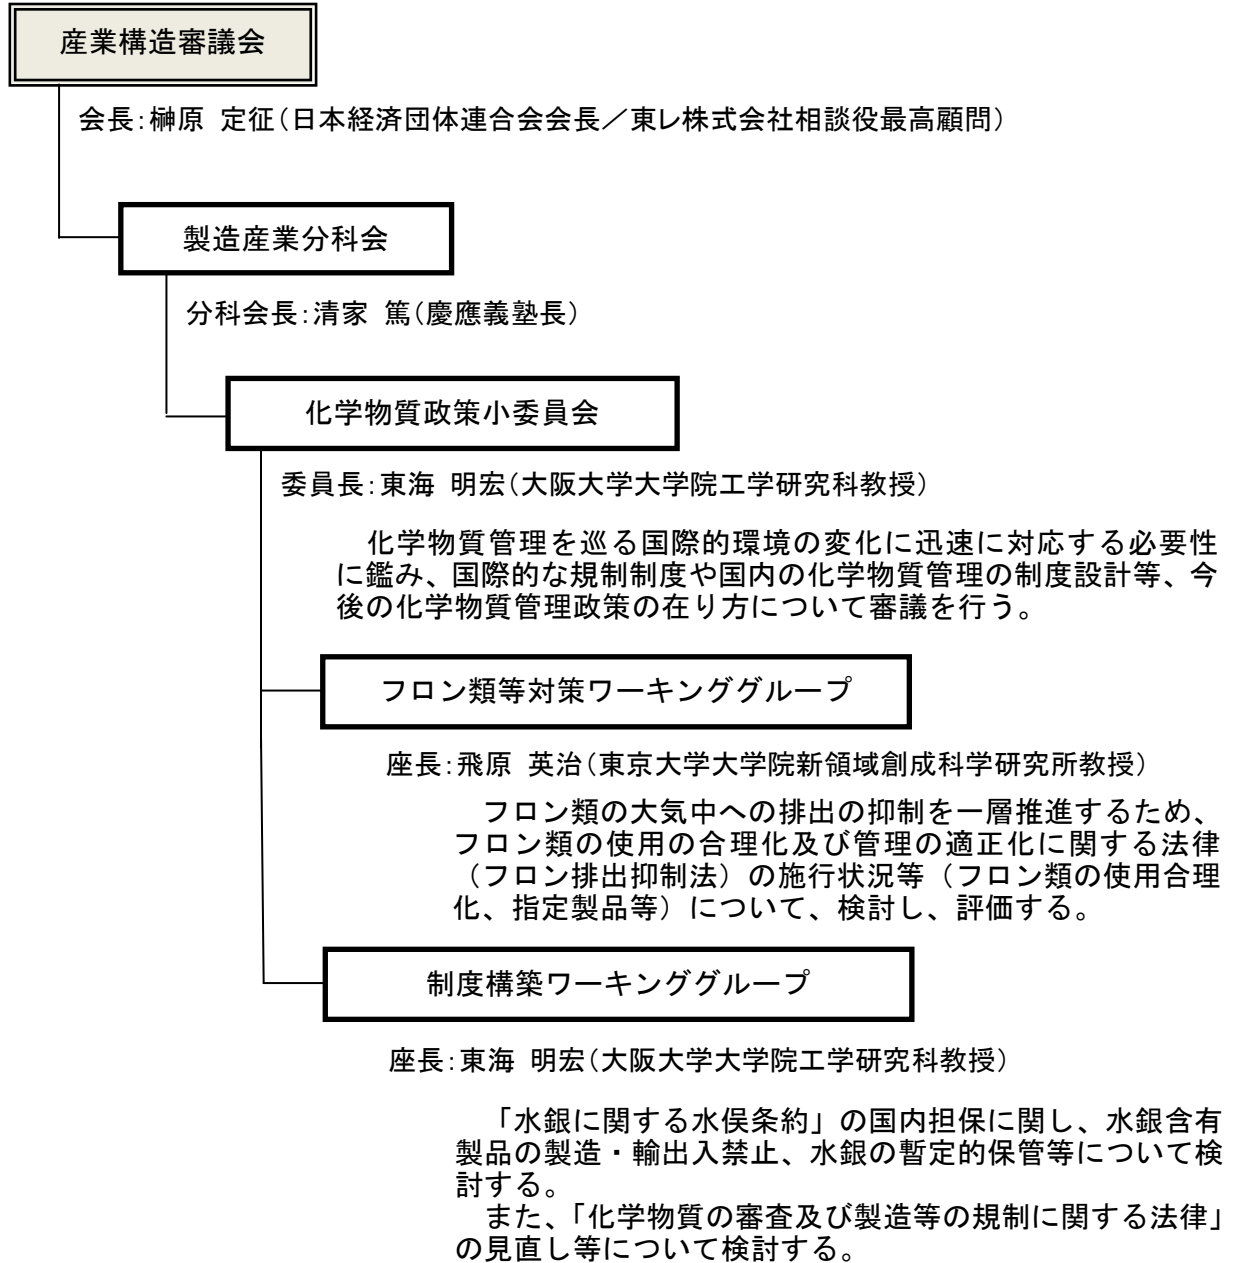 産業構造審議会
会長：榊原　定征（日本経済団体連合会会長／東レ株式会社相談役最高顧問）
製造産業分科会
分科会長：清家　篤（慶應義塾長）
化学物質政策小委員会
委員長：東海　明宏（大阪大学大学院工学研究科教授）
化学物質管理を巡る国際的環境の変化に迅速に対応する必要性
に鑑み、国際的な規制制度や国内の化学物質管理の制度設計等、今
後の化学物質管理政策の在り方について審議を行う。
フロン類等対策ワーキンググループ
座長：飛原　英治（東京大学大学院新領域創成科学研究所教授）
フロン類の大気中への排出の抑制を一層推進するため、
フロン類の使用の合理化及び管理の適正化に関する法律
（フロン排出抑制法）の施行状況等（フロン類の使用合理
化、指定製品等）について、検討し、評価する。
制度構築ワーキンググループ
座長：東海　明宏（大阪大学大学院工学研究科教授）
「水銀に関する水俣条約」の国内担保に関し、水銀含有
製品の製造・輸出入禁止、水銀の暫定的保管等について検
討する。
また、「化学物質の審査及び製造等の規制に関する法律」
の見直し等について検討する。